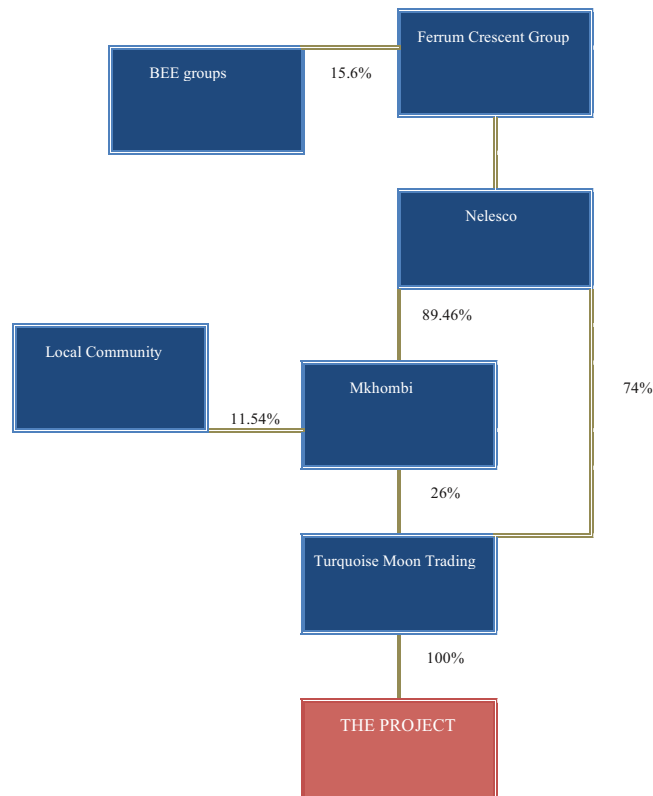 Ferrum Crescent Group
BEE groups
15.6%
Nelesco
89.46%
Local Community
Mkhombi
74%
11.54%
26%
Turquoise Moon Trading
100%
THE PROJECT